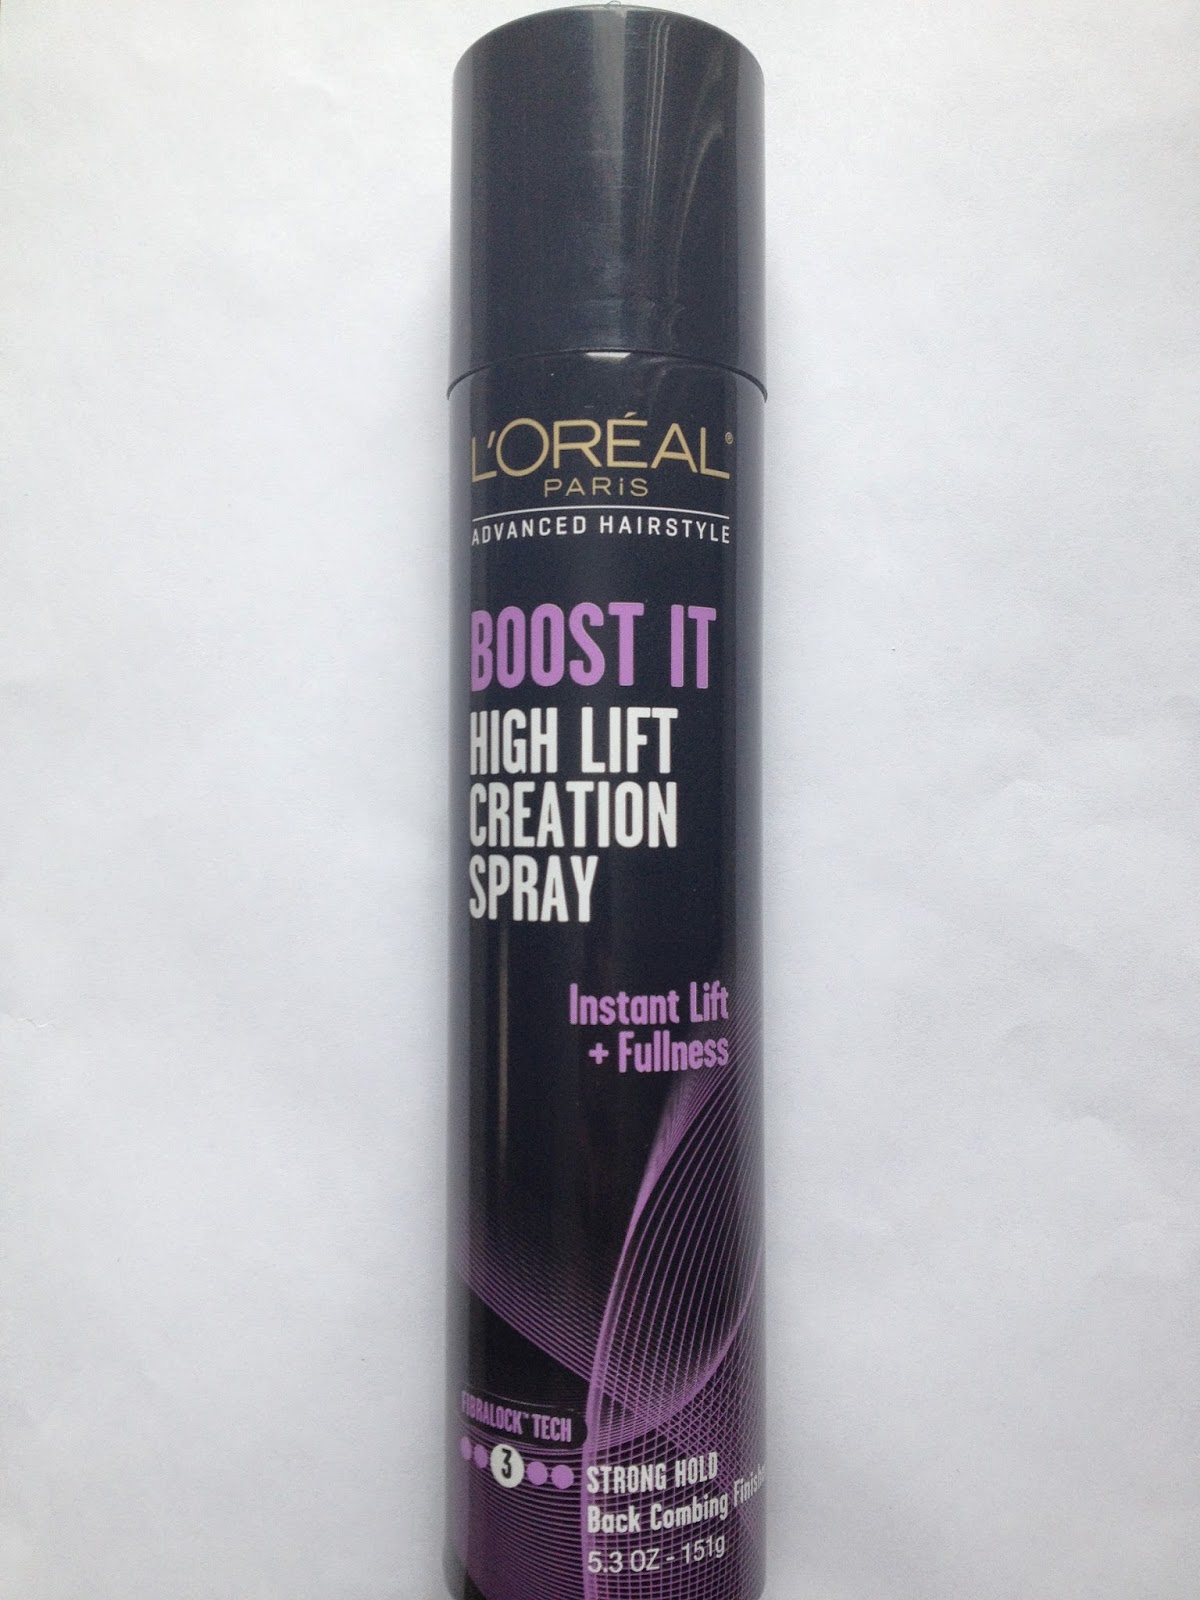 L'ORÉAL®
PARiS
ADVANCED HAIRSTYLE
BOOST IT
HIGH LIFT
CREATION
SPRAY
Instant Lift
+ Fullness
FIBRALOCK™ TECH
3
STRONG HOLD
Back Combing Finisher
5.3 OZ - 151g